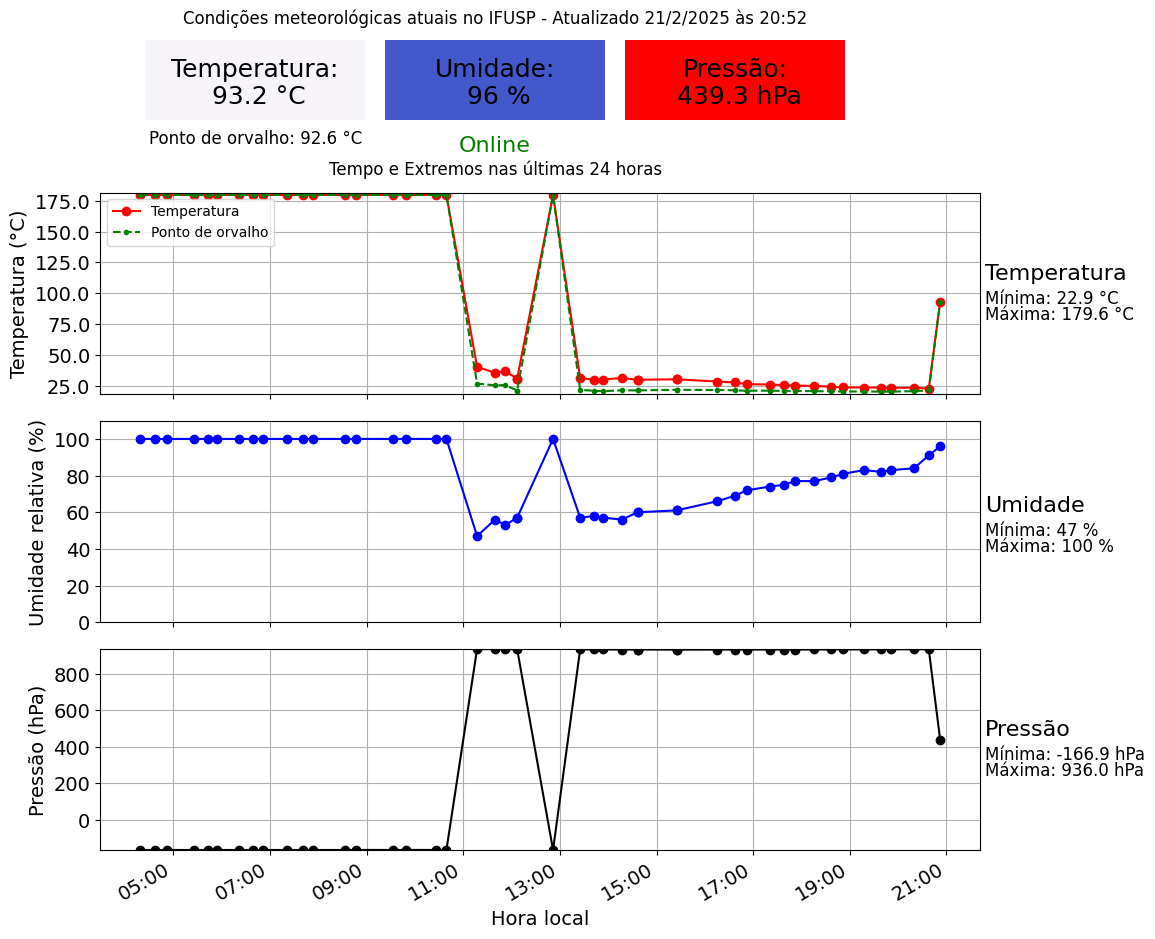 Condições meteorológicas atuais no IFUSP - Atualizado 21/2/2025 às 20:52
Temperatura:
93.2 °C
Umidade:
96 %
Pressão:
439.3 hPa
Ponto de orvalho: 92.6 °C
Online
Tempo e Extremos nas últimas 24 horas
Temperatura (°C)
175.0
150.0
125.0
100.0
75.0
50.0
25.0
Temperatura
Ponto de orvalho
Temperatura
Mínima: 22.9 °C
Máxima: 179.6 °C
Umidade relativa (%)
100
80
60
40
20
0
Umidade
Mínima: 47 %
Máxima: 100 %
Pressão (hPa)
800
600
400
200
0
Pressão
Mínima: -166.9 hPa
Máxima: 936.0 hPa
05:00
07:00
09:00
11:00
13:00
15:00
17:00
19:00
21:00
Hora local